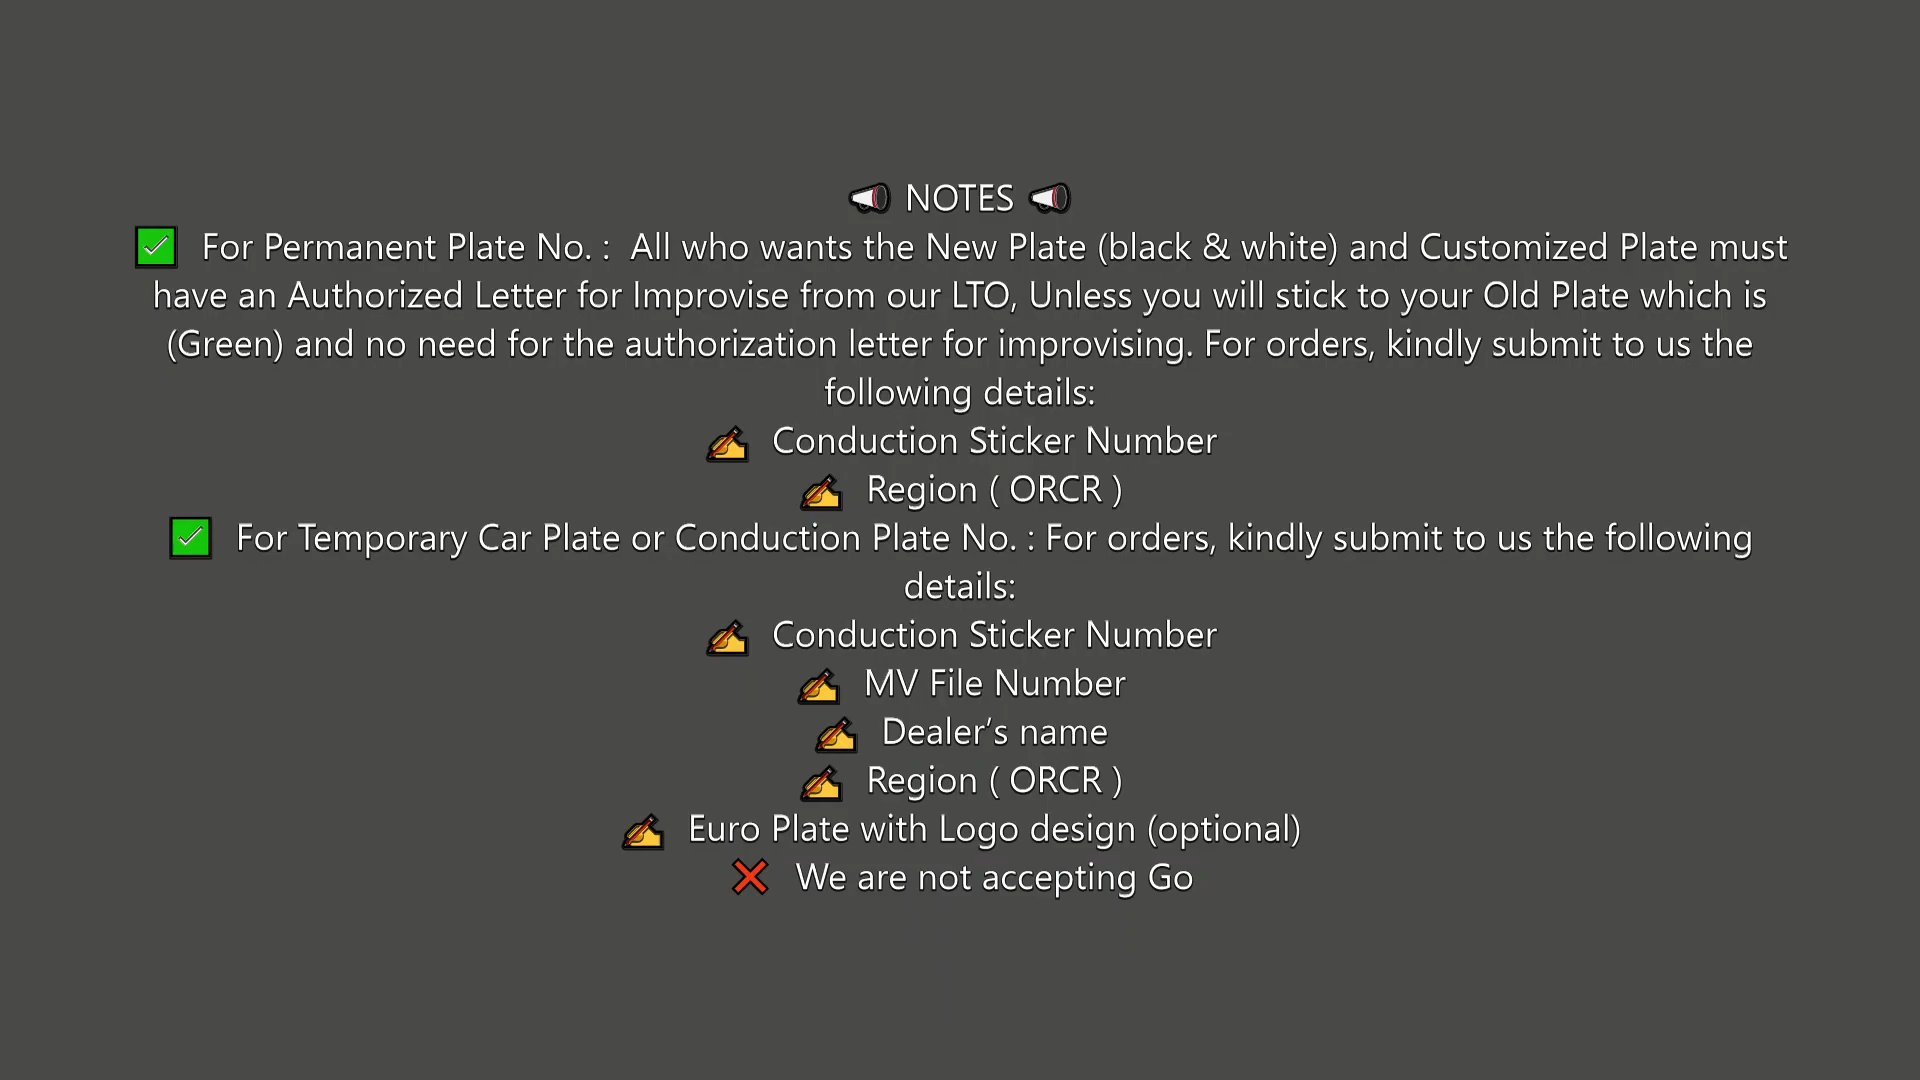 📢 NOTES 📢
✅ For Permanent Plate No. :  All who wants the New Plate (black & white) and Customized Plate must
have an Authorized Letter for Improvise from our LTO, Unless you will stick to your Old Plate which is
(Green) and no need for the authorization letter for improvising. For orders, kindly submit to us the
following details:
✍ Conduction Sticker Number
✍ Region ( ORCR )
✅ For Temporary Car Plate or Conduction Plate No. : For orders, kindly submit to us the following
details:
✍ Conduction Sticker Number
✍ MV File Number
✍ Dealer’s name
✍ Region ( ORCR )
✍ Euro Plate with Logo design (optional)
❌ We are not accepting Go